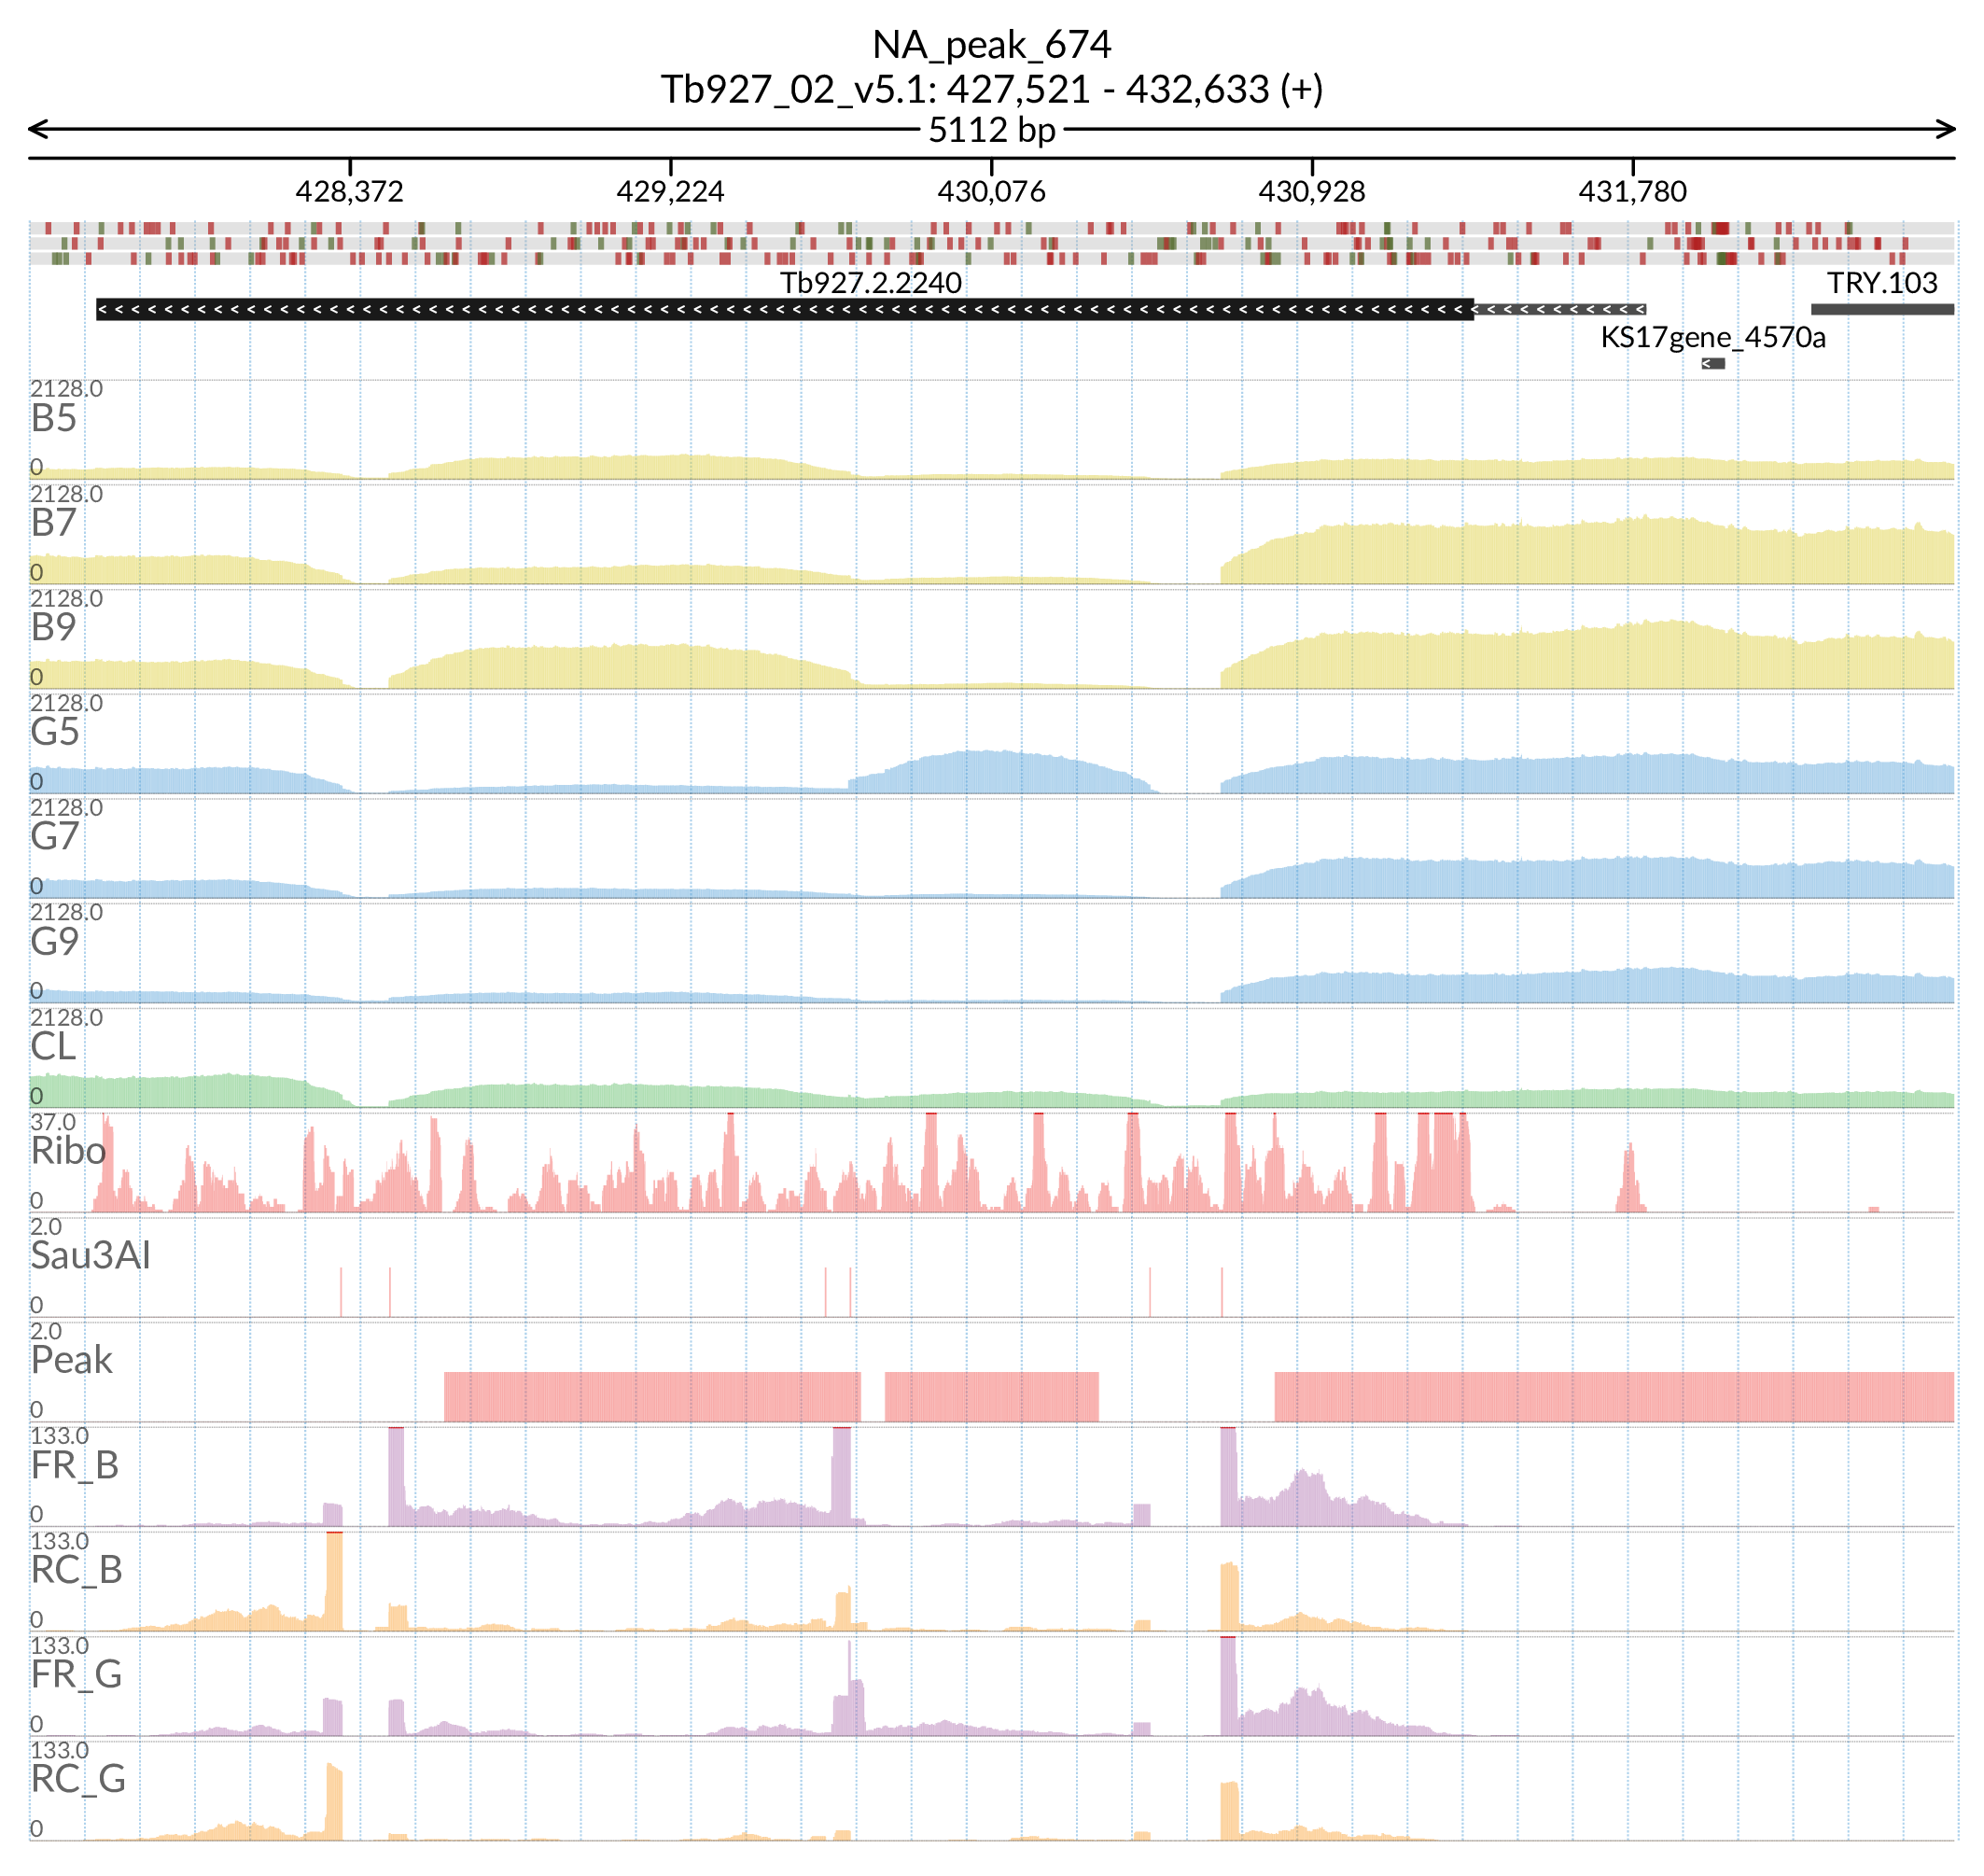 NA_peak_674
Tb927_02_v5.1: 427,521 - 432,633 (+)
5112 bp
428,372 429,224 430,076 430,928 431,780
Tb927.2.2240 TRY.103
KS17gene_4570a
2128.0
B5
0
2128.0
B7
0
2128.0
B9
0
2128.0
G5
0
2128.0
G7
0
2128.0
G9
0
2128.0
CL
0
37.0
Ribo
0
2.0
Sau3AI
0
2.0
Peak
0
133.0
FR_B
0
133.0
RC_B
0
133.0
FR_G
0
133.0
RC_G
0